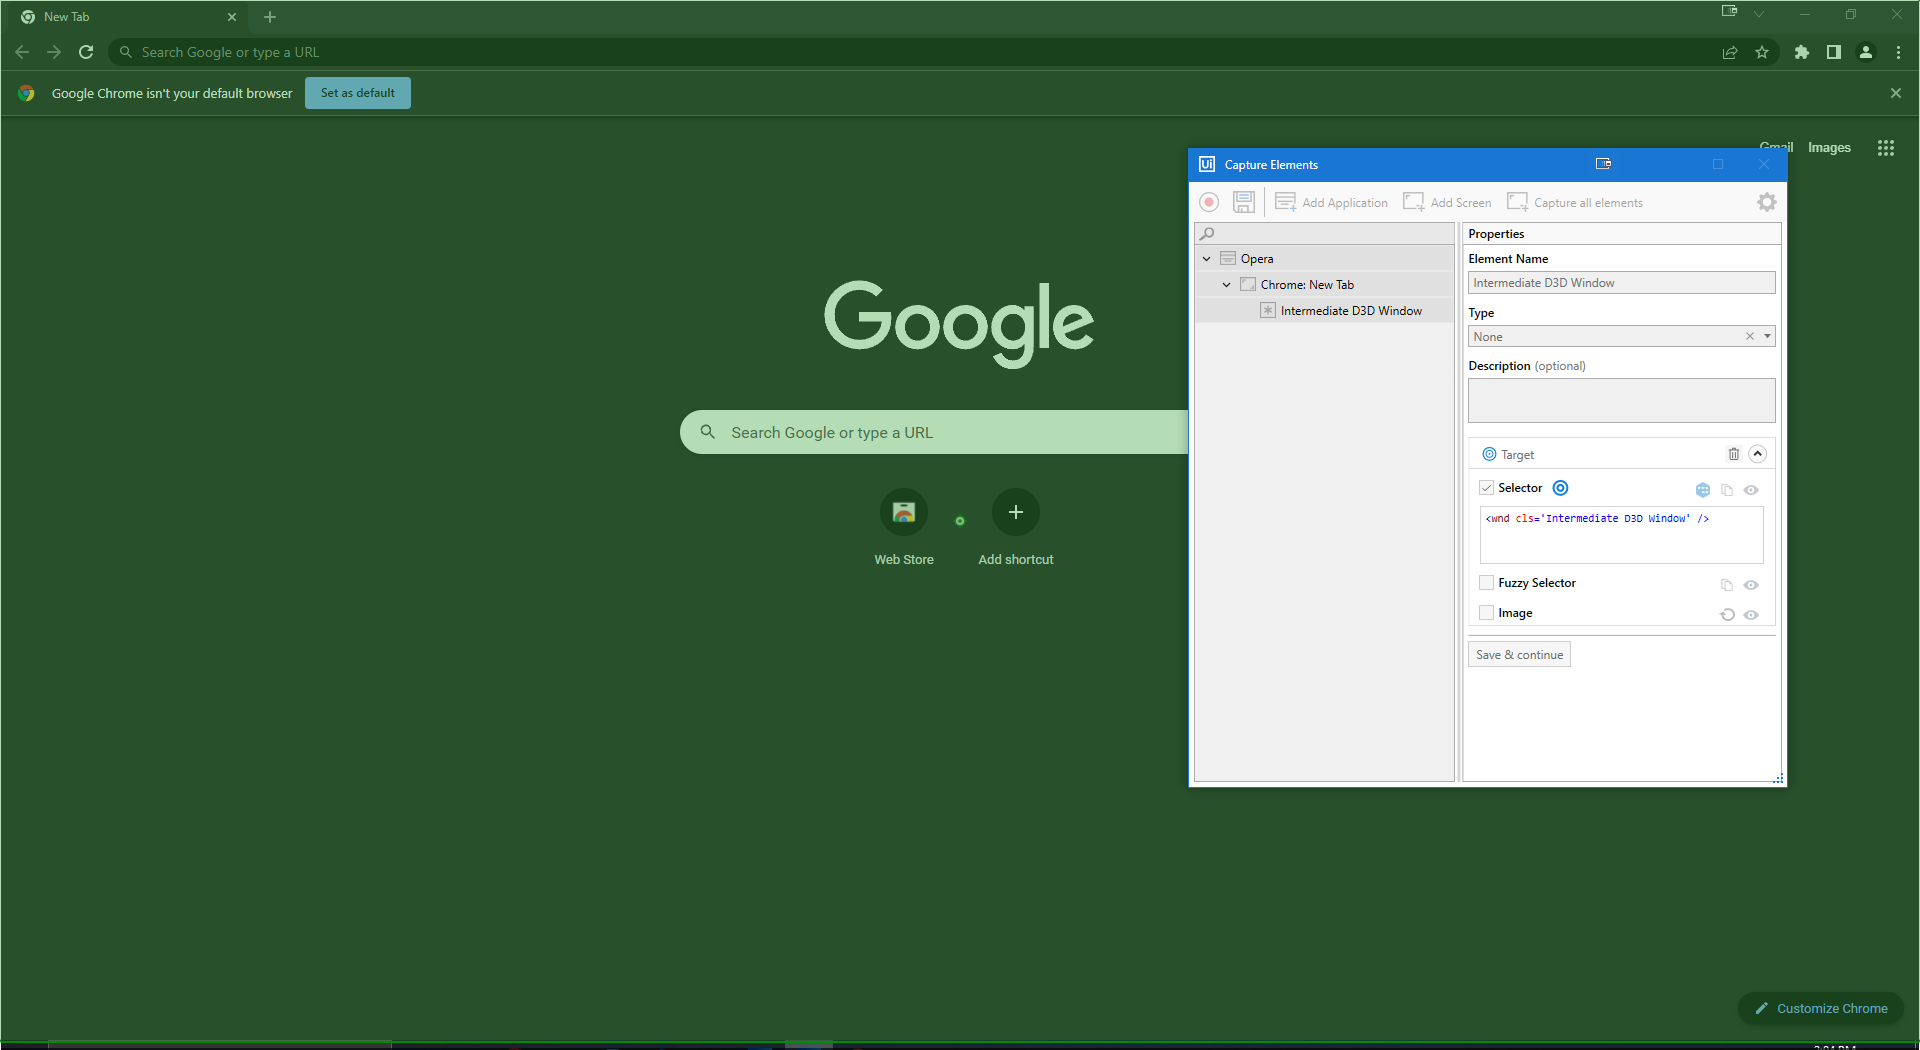 New Tab
Search Google or type a URL
Google Chrome isn't your default browser
Set as default
Gmail
Images
Ui
Capture Elements
Add Application
Add Screen
Capture all elements
Opera
Chrome: New Tab
Intermediate D3D Window
Properties
Element Name
Intermediate D3D Window
Type
None
Description (optional)
Target
Selector
<wnd cls='Intermediate D3D Window' />
Fuzzy Selector
Image
Save & continue
Google
Search Google or type a URL
Web Store
Add shortcut
Customize Chrome